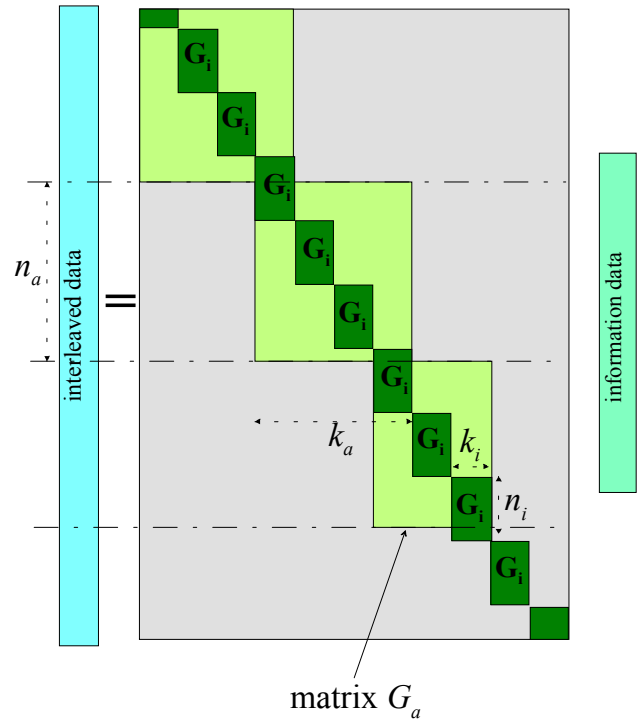 G_i
G_i
G_i
G_i
G_i
n_a
interleaved data
=
information data
G_i
k_a
G_i
k_i
G_i
n_i
G_i
matrix G_a